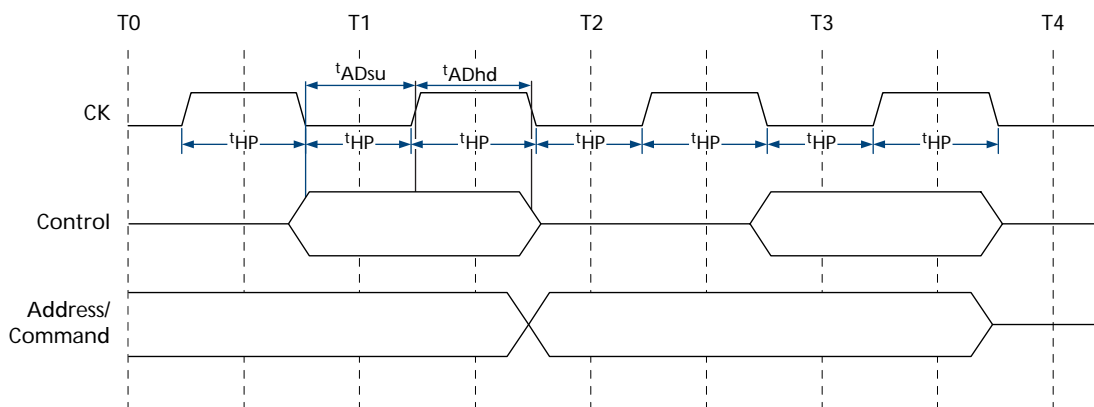 T0 T1 T2 T3 T4
tADsu tADhd
CK
tHP tHP tHP tHP tHP tHP tHP
Control
Address/
Command